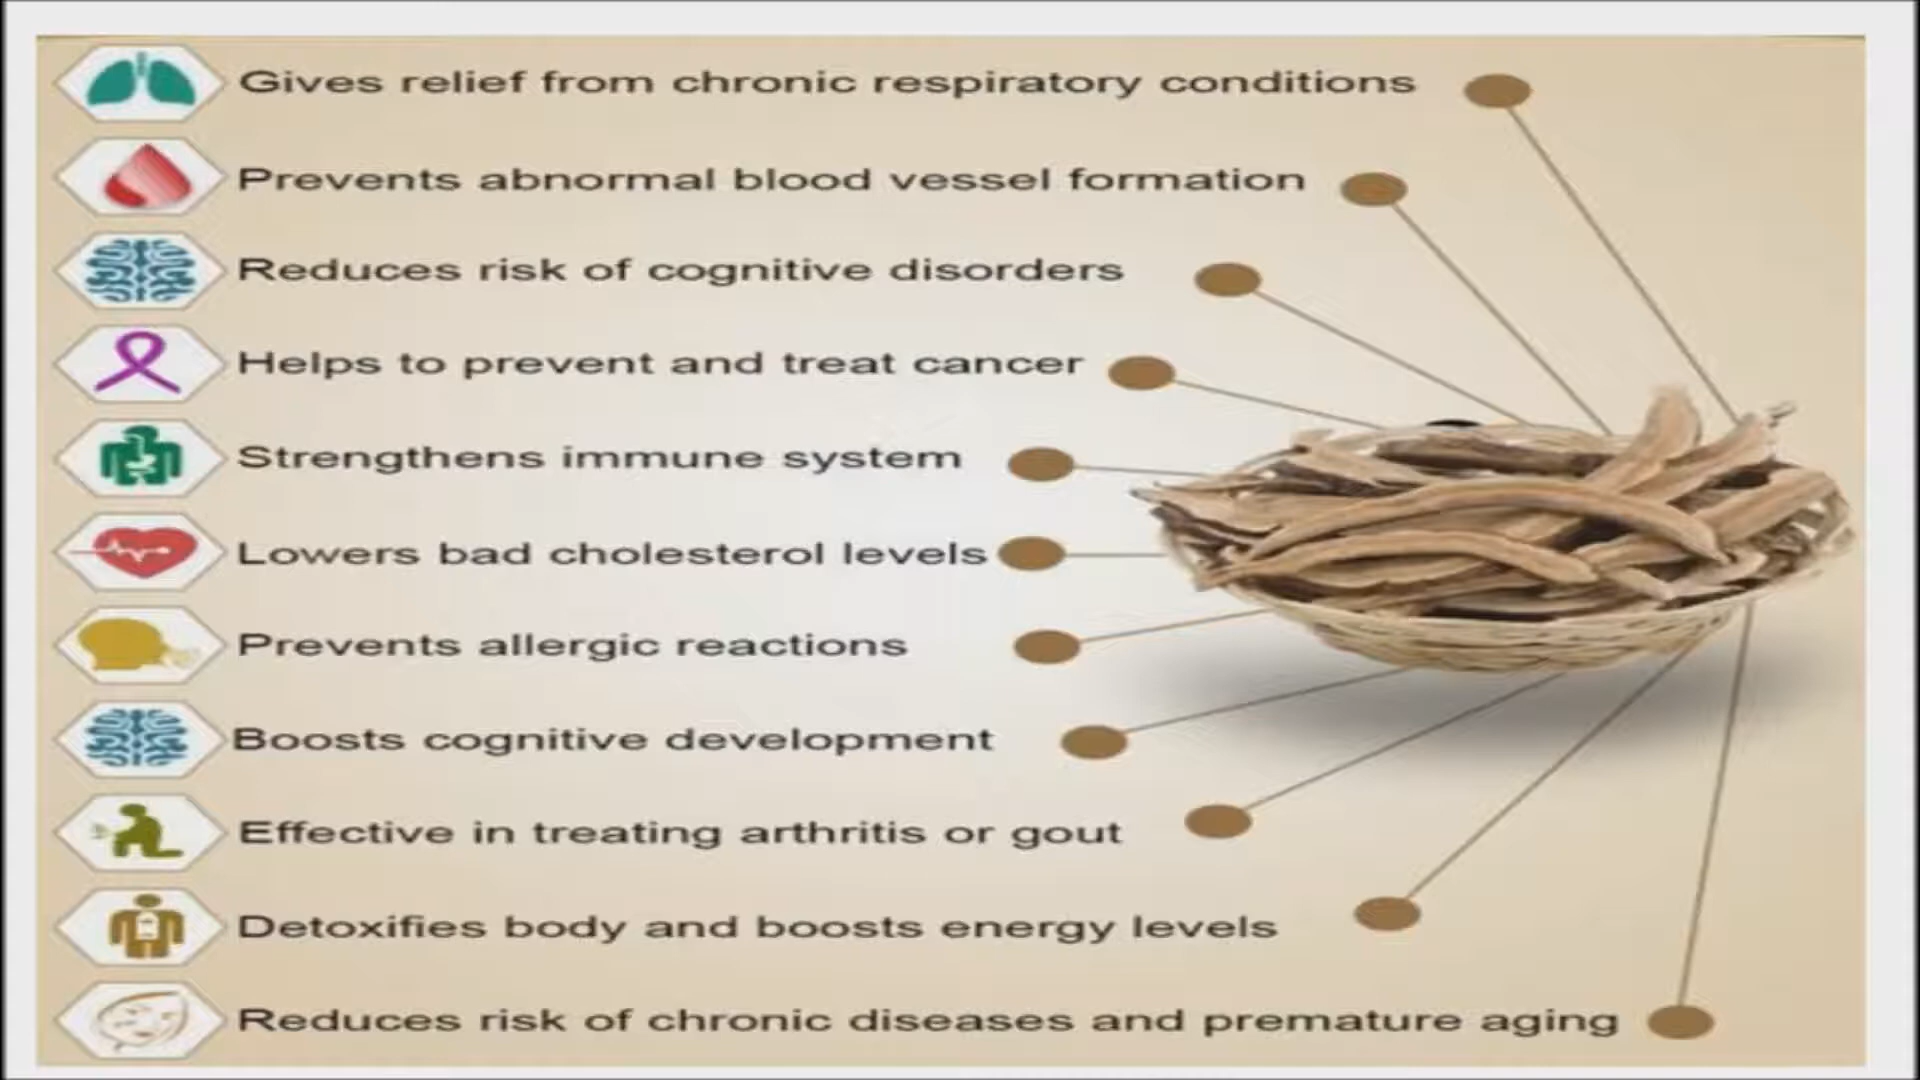 Gives relief from chronic respiratory conditions
Prevents abnormal blood vessel formation
Reduces risk of cognitive disorders
Helps to prevent and treat cancer
Strengthens immune system
Lowers bad cholesterol levels
Prevents allergic reactions
Boosts cognitive development
Effective in treating arthritis or gout
Detoxifies body and boosts energy levels
Reduces risk of chronic diseases and premature aging